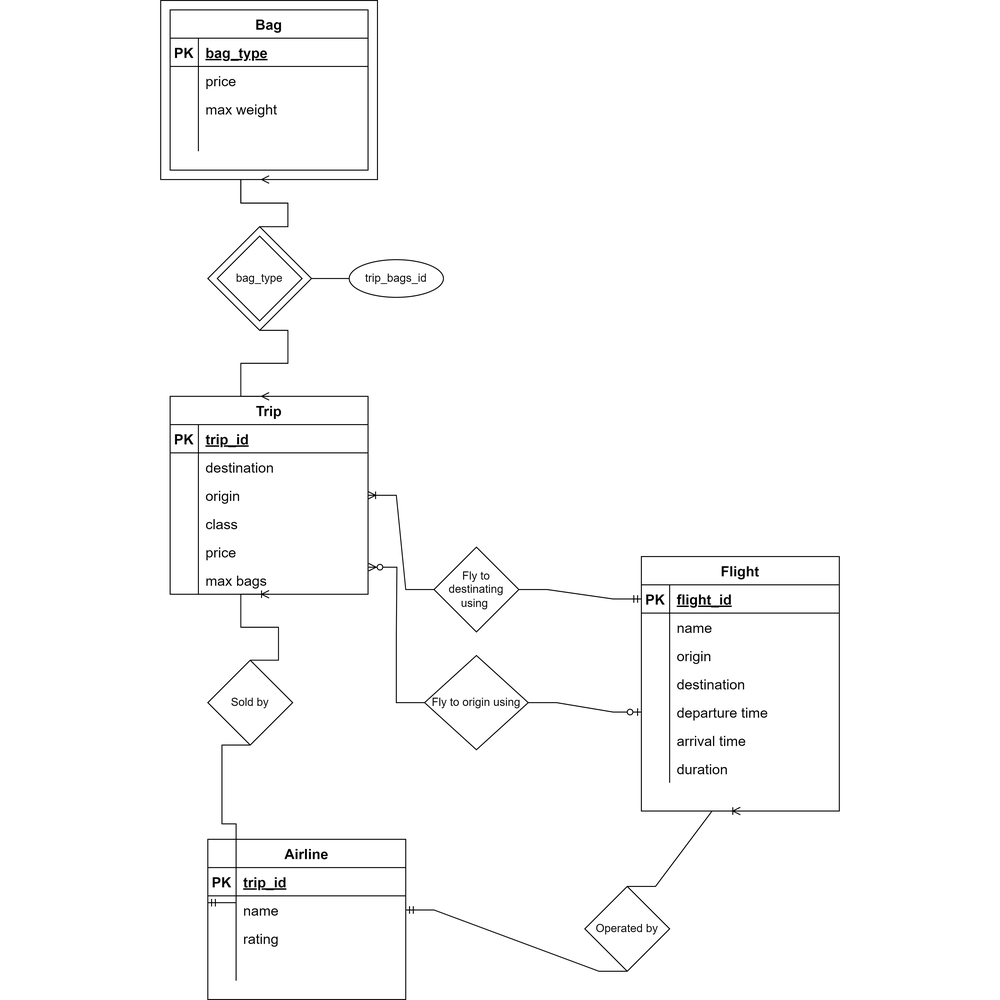 Bag
PK bag_type
price
max weight
bag_type
trip_bags_id
Trip
PK trip_id
destination
origin
class
price
max bags
Fly to
destinating
using
Fly to origin using
Flight
PK flight_id
name
origin
destination
departure time
arrival time
duration
Sold by
Airline
PK trip_id
name
rating
Operated by